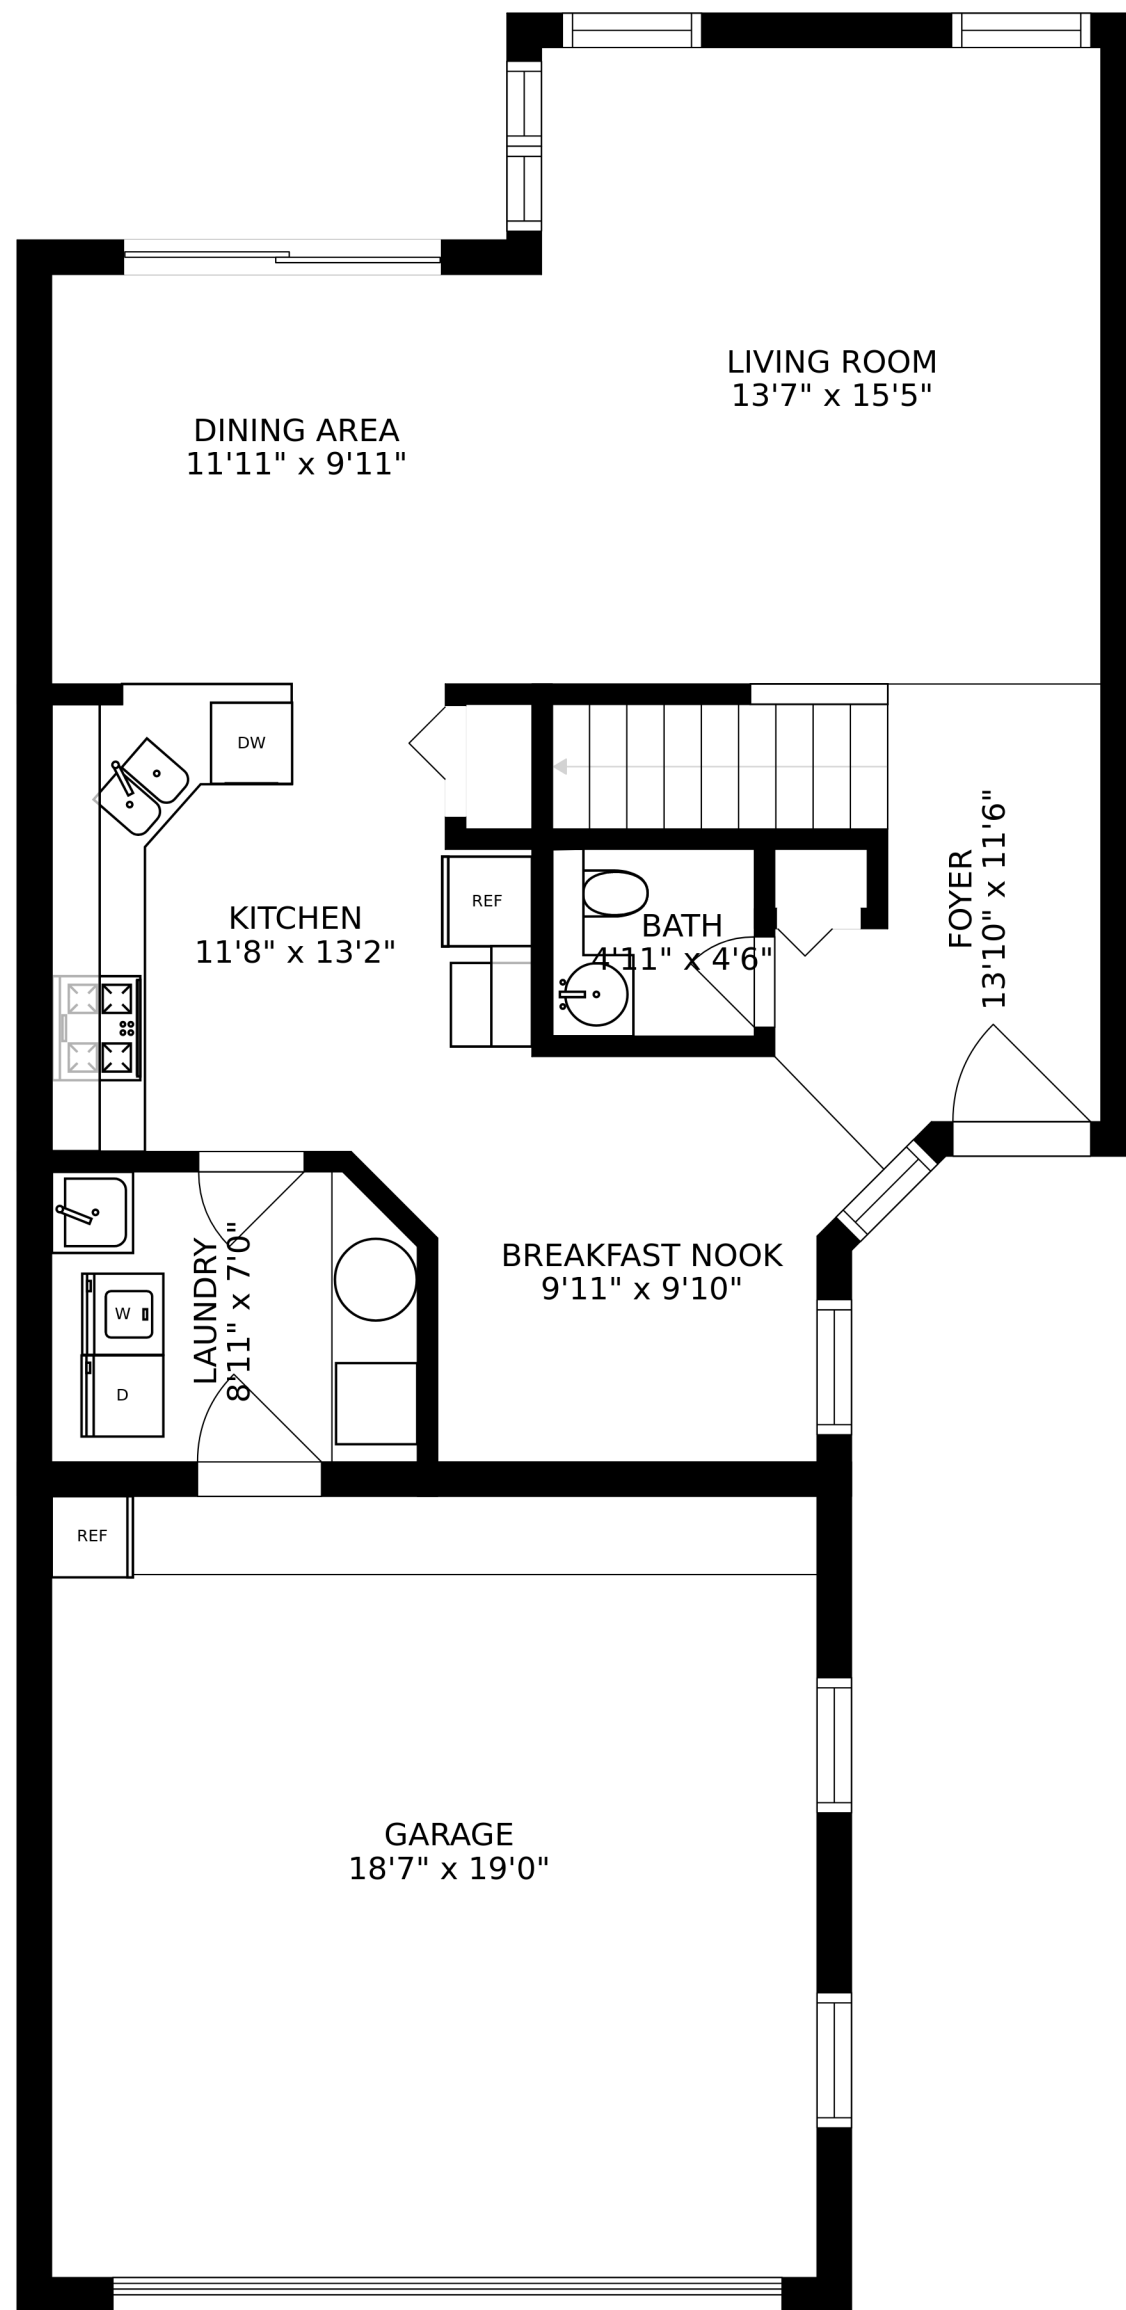 LIVING ROOM
13'7" x 15'5"
DINING AREA
11'11" x 9'11"
DW
REF
KITCHEN
11'8" x 13'2"
BATH
4'11" x 4'6"
FOYER
13'10" x 11'6"
BREAKFAST NOOK
9'11" x 9'10"
LAUNDRY
8'11" x 7'0"
W
D
REF
GARAGE
18'7" x 19'0"